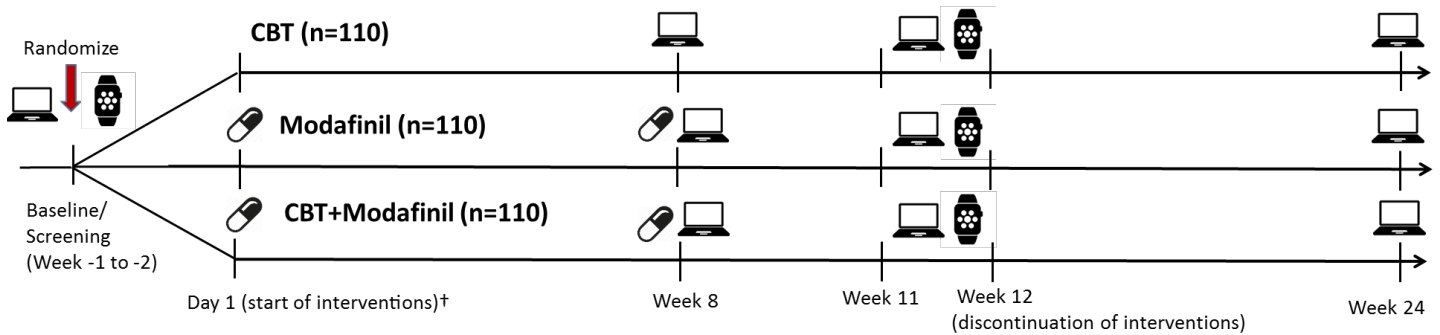 CBT (n=110)
Randomize
Modafinil (n=110)
CBT+Modafinil (n=110)
Baseline/
Screening
(Week -1 to -2)
Day 1 (start of interventions)†
Week 8
Week 11
Week 12
(discontinuation of interventions)
Week 24